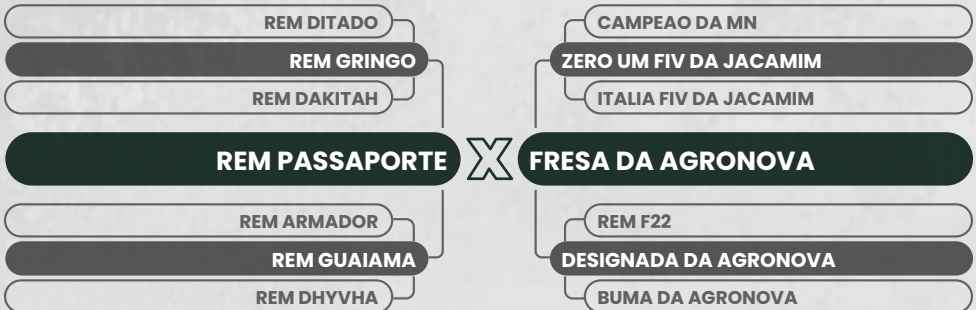 REM DITADO
CAMPEAO DA MN
REM GRINGO
ZERO UM FIV DA JACAMIM
REM DAKITAH
ITALIA FIV DA JACAMIM
REM PASSAPORTE X FRESA DA AGRONOVA
REM ARMADOR
REM F22
REM GUAIAMA
DESIGNADA DA AGRONOVA
REM DHYVHA
BUMA DA AGRONOVA